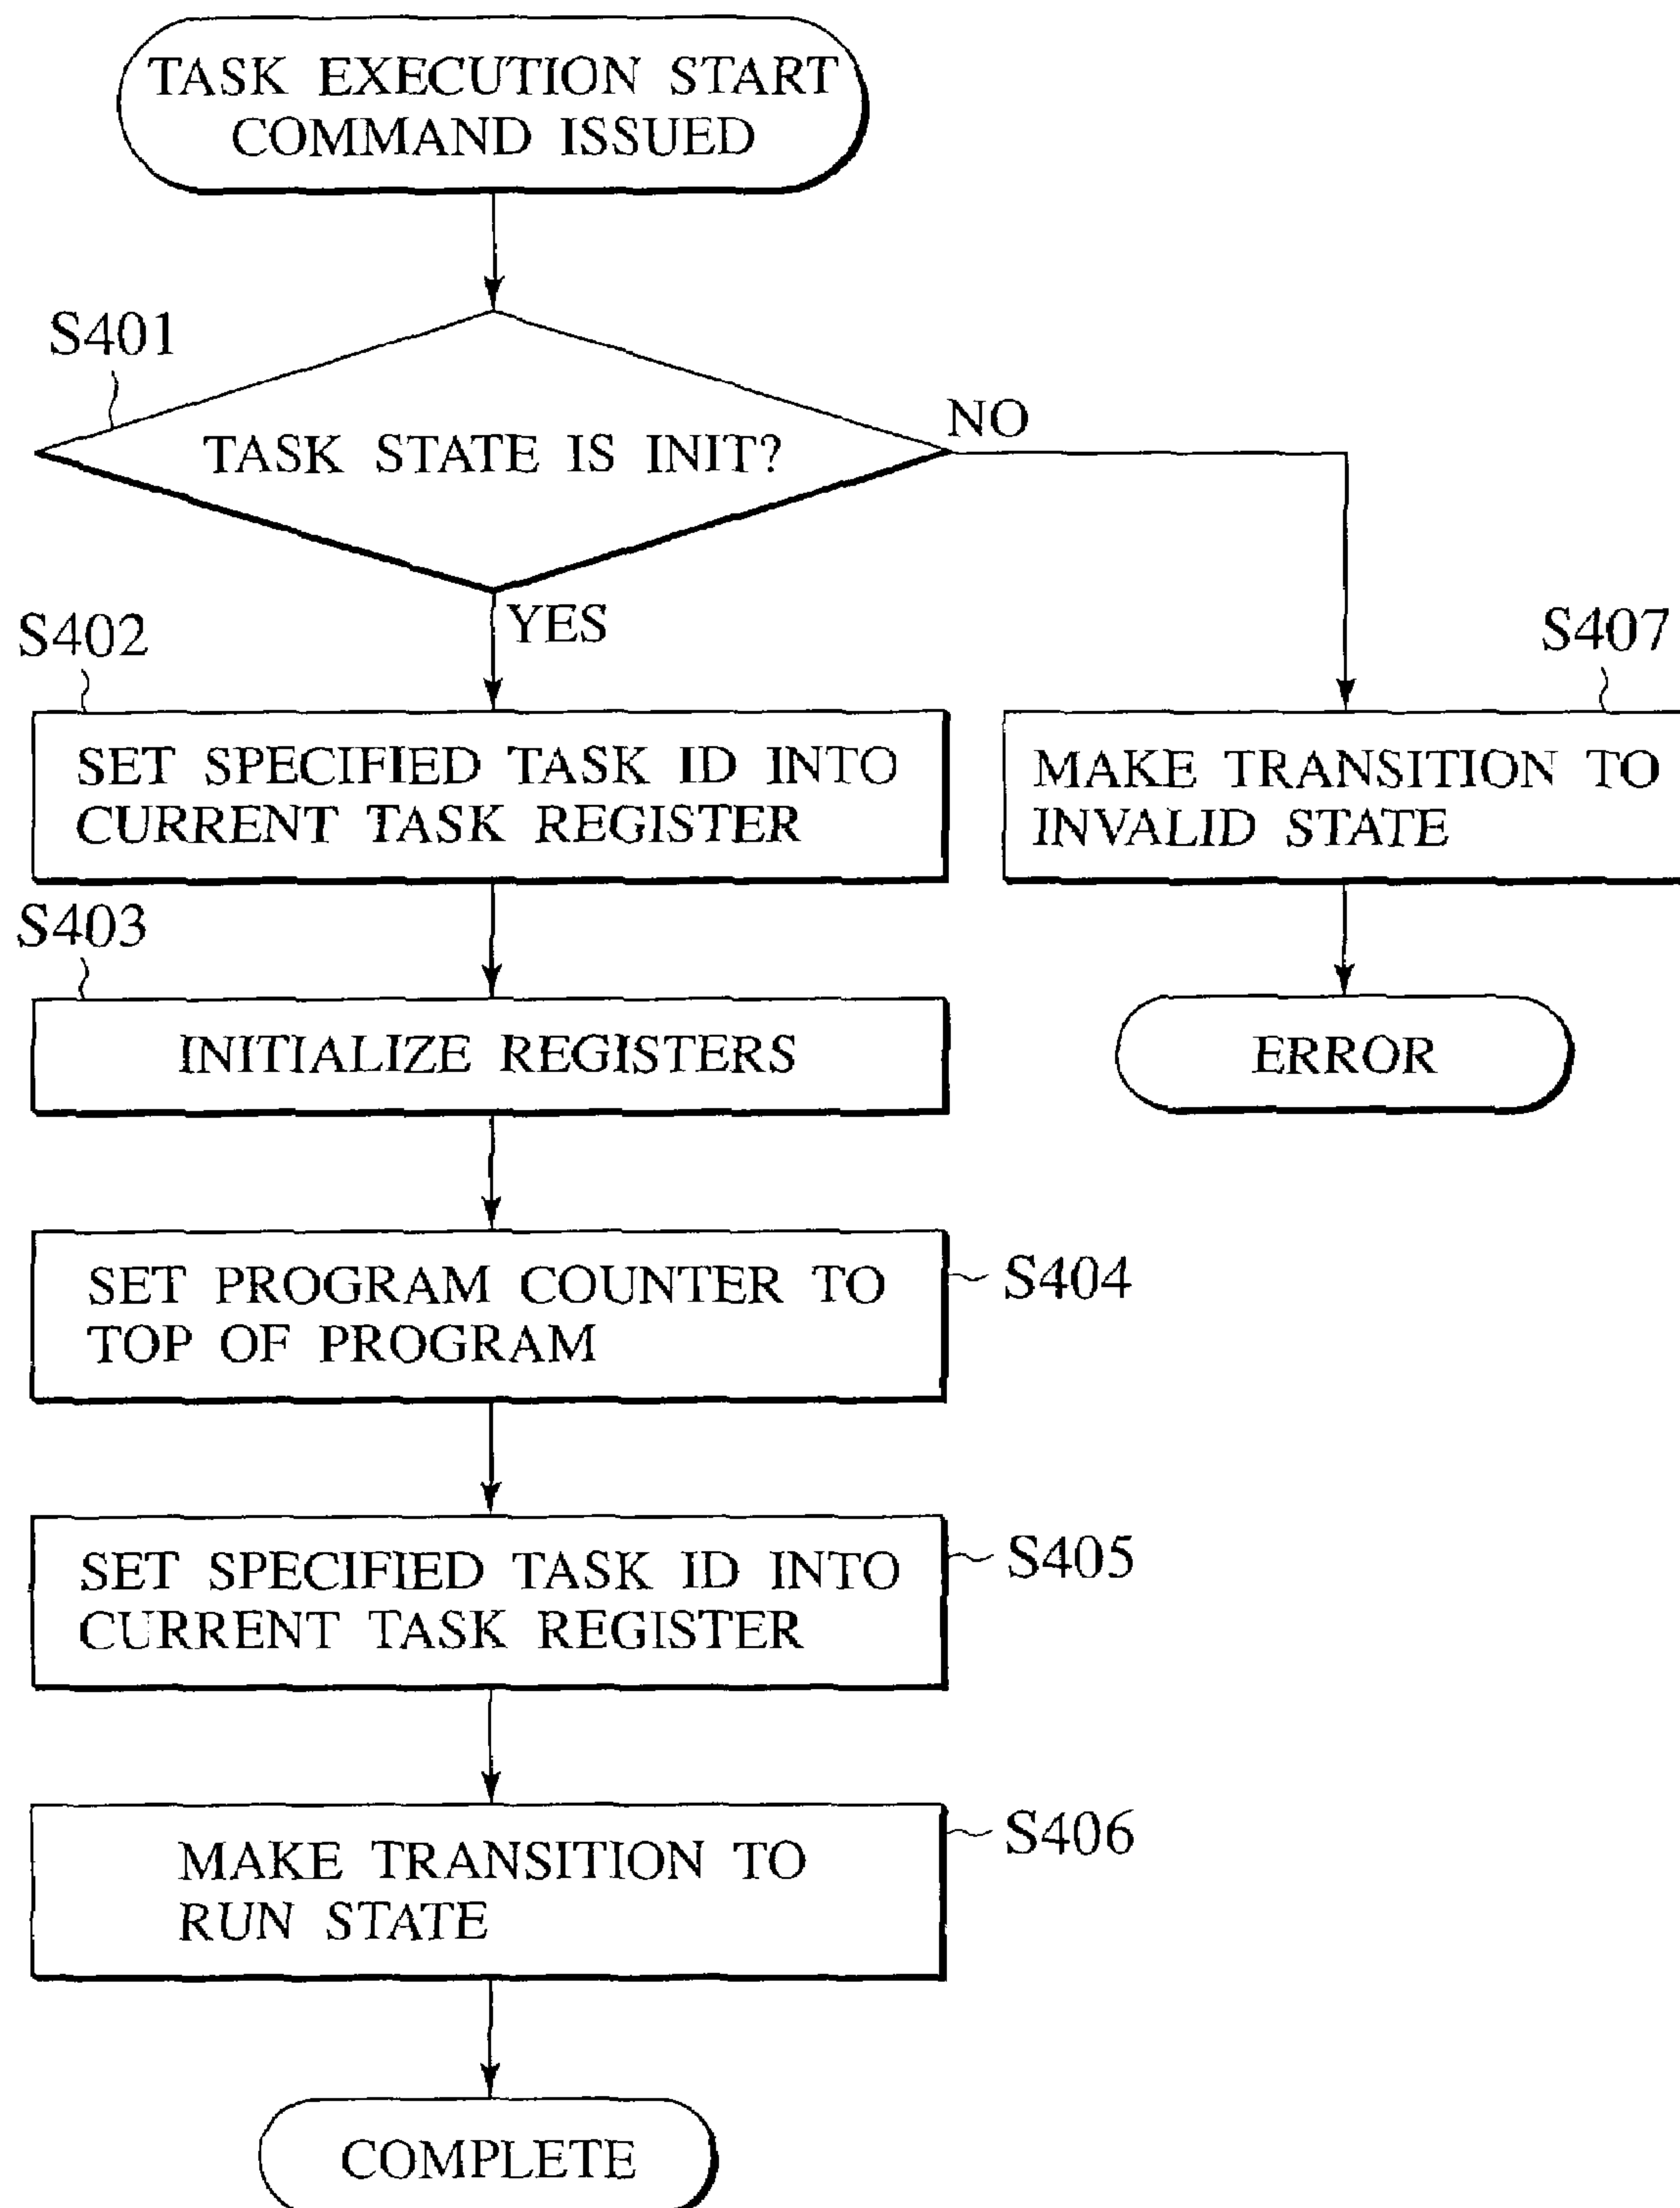 TASK EXECUTION START
COMMAND ISSUED
S401
TASK STATE IS INIT?
NO
YES
S402
SET SPECIFIED TASK ID INTO
CURRENT TASK REGISTER
S407
MAKE TRANSITION TO
INVALID STATE
S403
INITIALIZE REGISTERS
ERROR
SET PROGRAM COUNTER TO
TOP OF PROGRAM
S404
SET SPECIFIED TASK ID INTO
CURRENT TASK REGISTER
S405
MAKE TRANSITION TO
RUN STATE
S406
COMPLETE